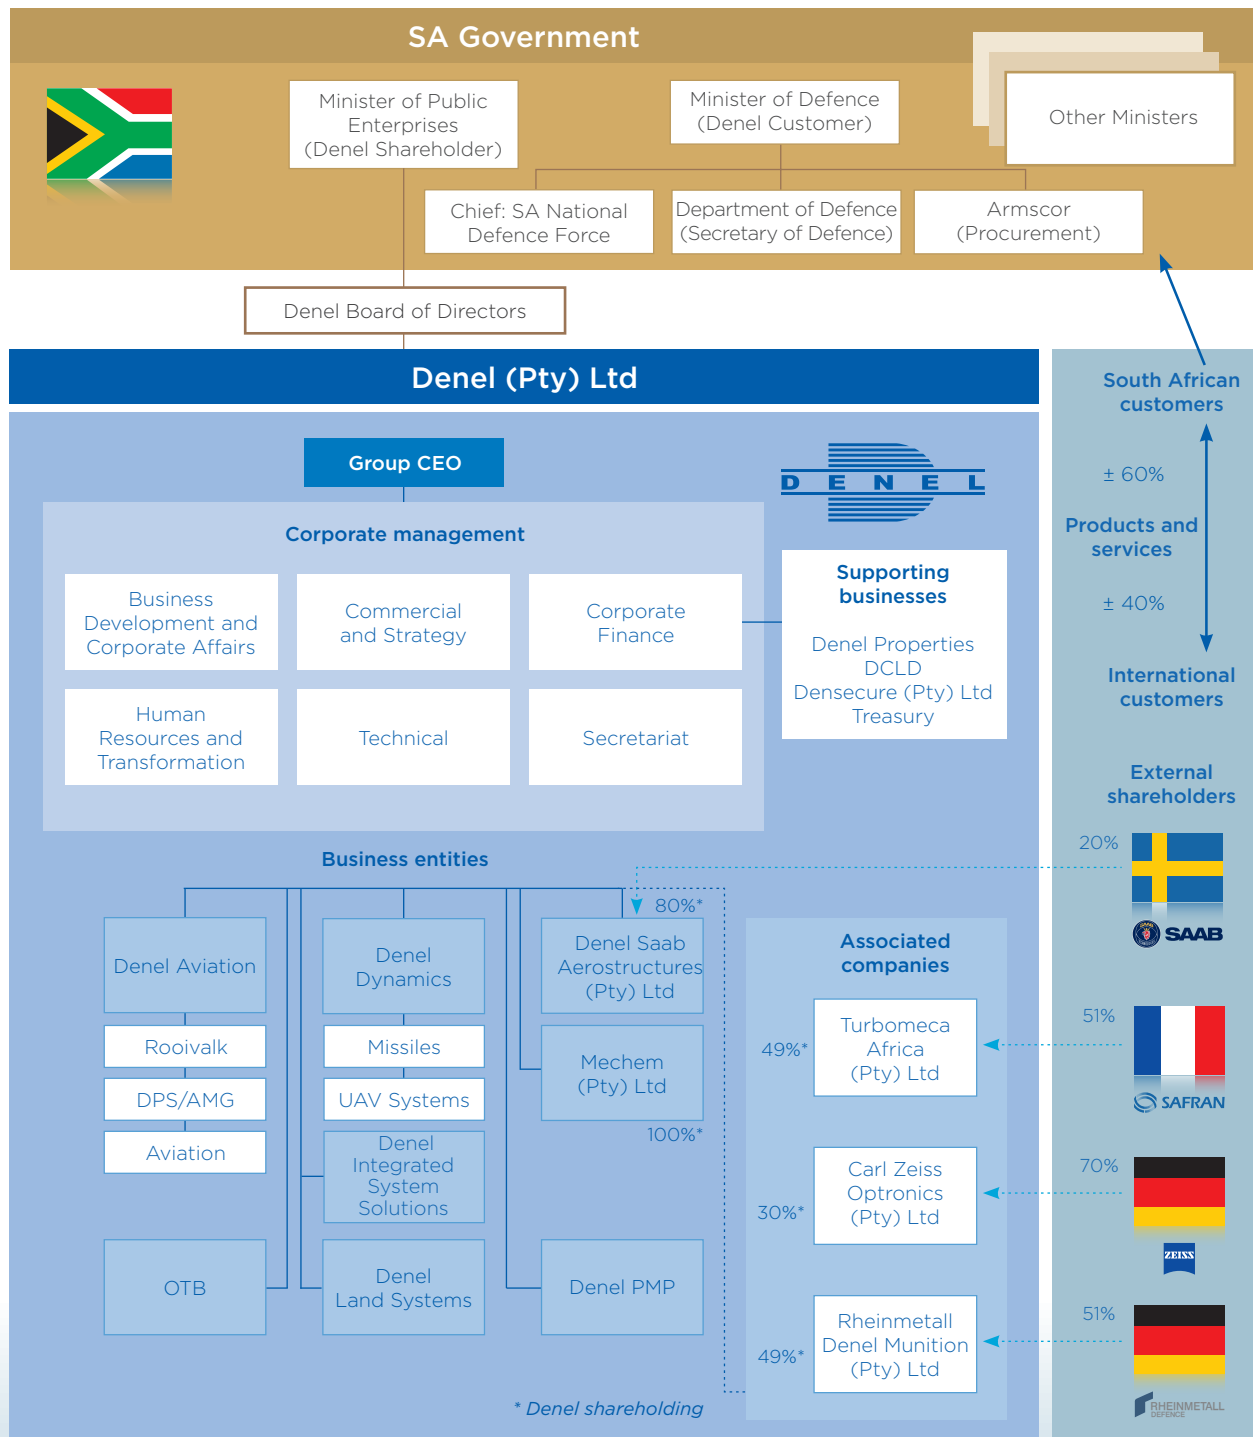 SA Government
Minister of Public
Enterprises
(Denel Shareholder)
Minister of Defence
(Denel Customer)
Other Ministers
Chief: SA National
Defence Force
Department of Defence
(Secretary of Defence)
Armscor
(Procurement)
Denel Board of Directors
Denel (Pty) Ltd
Group CEO
DENEL
Corporate management
Business
Development and
Corporate Affairs
Commercial
and Strategy
Corporate
Finance
Human
Resources and
Transformation
Technical
Secretariat
Supporting
businesses
Denel Properties
DCLD
Densecure (Pty) Ltd
Treasury
South African
customers
± 60%
Products and
services
± 40%
International
customers
External
shareholders
Business entities
Denel Aviation
Rooivalk
DPS/AMG
Aviation
OTB
Denel
Dynamics
Missiles
UAV Systems
Denel
Integrated
System
Solutions
Denel
Land Systems
80%*
Denel Saab
Aerostructures
(Pty) Ltd
Mechem
(Pty) Ltd
100%*
Denel PMP
Associated
companies
49%*
Turbomeca
Africa
(Pty) Ltd
30%*
Carl Zeiss
Optronics
(Pty) Ltd
49%*
Rheinmetall
Denel Munition
(Pty) Ltd
20%
SAAB
51%
SAFRAN
70%
ZEISS
51%
RHEINMETALL
DEFENCE
* Denel shareholding